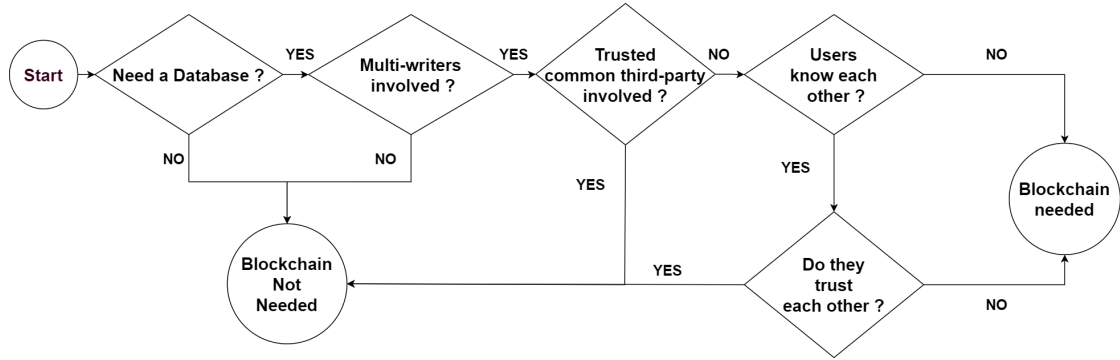 Start
Need a Database ?
YES
Multi-writers
involved ?
YES
Trusted
common third-party
involved ?
NO
Users
know each
other ?
NO
NO
NO
YES
YES
Blockchain
needed
Blockchain
Not
Needed
YES
Do they
trust
each other ?
NO